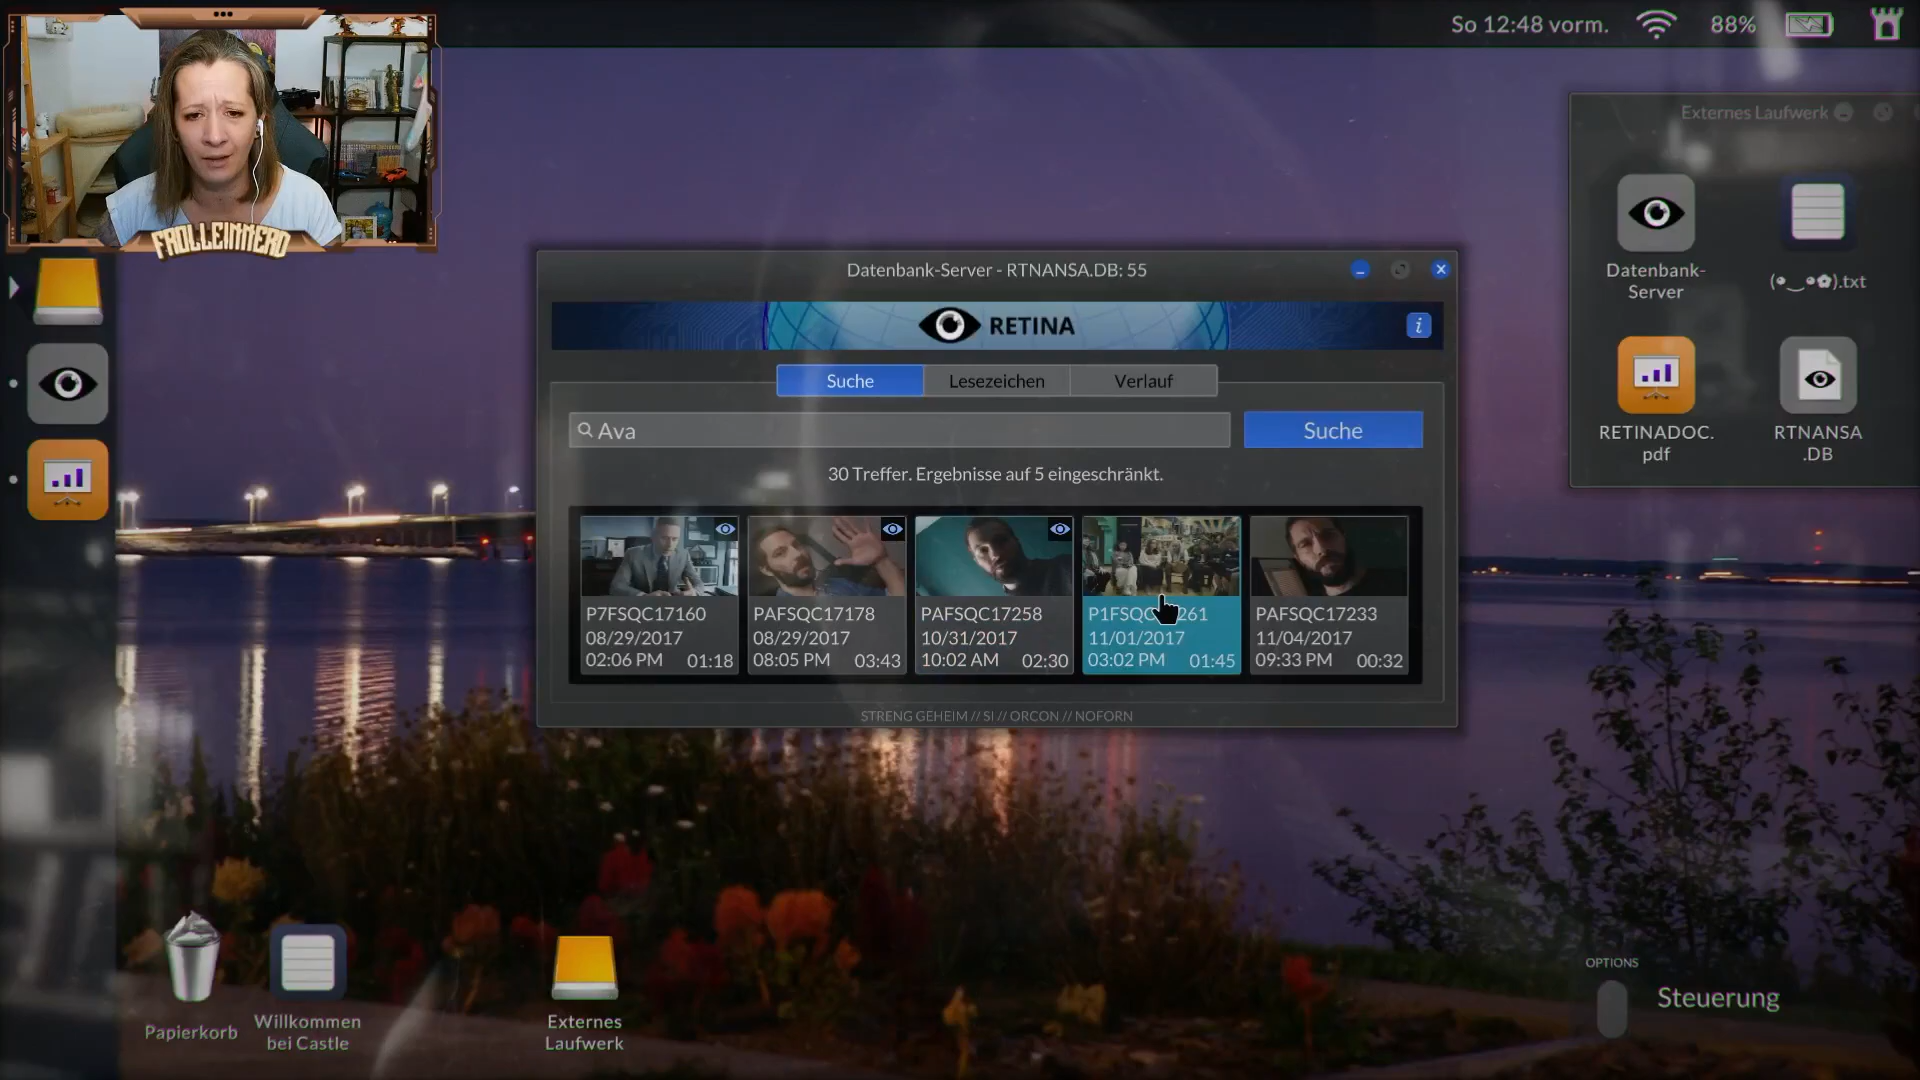 So 12:48 vorm.
88%
FROLLEINNERD
Externes Laufwerk
Datenbank-
Server
(•‿•✿).txt
RETINADOC.
pdf
RTNANSA
.DB
Datenbank-Server - RTNANSA.DB: 55
RETINA
i
Suche
Lesezeichen
Verlauf
Ava
Suche
30 Treffer. Ergebnisse auf 5 eingeschränkt.
P7FSQC17160
08/29/2017
02:06 PM 01:18
PAFSQC17178
08/29/2017
08:05 PM 03:43
PAFSQC17258
10/31/2017
10:02 AM 02:30
11/01/2017
03:02 PM 01:45
PAFSQC17233
11/04/2017
09:33 PM 00:32
STRENG GEHEIM // SI // ORCON // NOFORN
Papierkorb
Willkommen
bei Castle
Externes
Laufwerk
OPTIONS
Steuerung